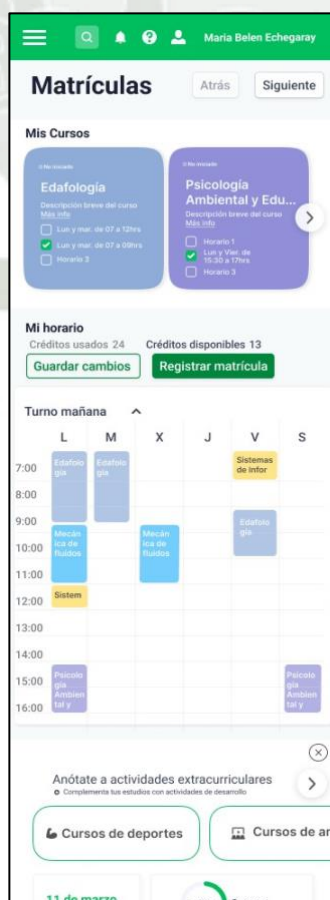 Maria Belen Echegaray
Matrículas
Atrás
Siguiente
Mis Cursos
Edafología
Descripción breve del curso
Más info
Lun y mar. de 07 a 12hrs
Lun y mar. de 07 a 09hrs
Horario 3
Psicología
Ambiental y Edu...
Descripción breve del curso
Más info
Horario 1
Lun y Vier. de
15:30 a 17hrs
Horario 3
Mi horario
Créditos usados 24
Créditos disponibles 13
Guardar cambios
Registrar matrícula
Turno mañana
L M X J V S
7:00
8:00
9:00
10:00
11:00
12:00
13:00
14:00
15:00
16:00
Edafolo
gía
Edafolo
gía
Sistemas
de infor
Edafolo
gía
Mecán
ica de
fluidos
Mecán
ica de
fluidos
Sistem
Psicolo
gía
Ambien
tal y
Psicolo
gía
Ambien
tal y
Anótate a actividades extracurriculares
Complementa tus estudios con actividades de desarrollo
Cursos de deportes
Cursos de ar
11 de marzo